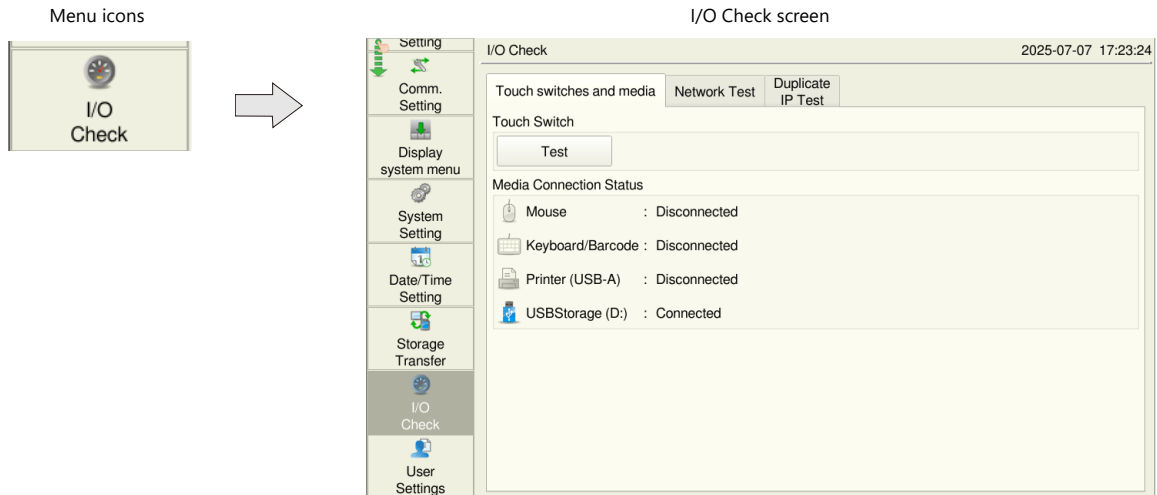 Menu icons
I/O Check screen
I/O
Check
Setting
Comm.
Setting
Display
system menu
System
Setting
Date/Time
Setting
Storage
Transfer
I/O
Check
User
Settings
I/O Check 2025-07-07 17:23:24
Touch switches and media Network Test Duplicate
IP Test
Touch Switch
Test
Media Connection Status
Mouse : Disconnected
Keyboard/Barcode : Disconnected
Printer (USB-A) : Disconnected
USBStorage (D:) : Connected